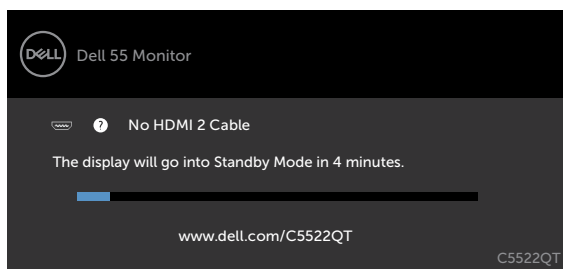 DELL
Dell 55 Monitor
? No HDMI 2 Cable
The display will go into Standby Mode in 4 minutes.
www.dell.com/C5522QT
C5522QT